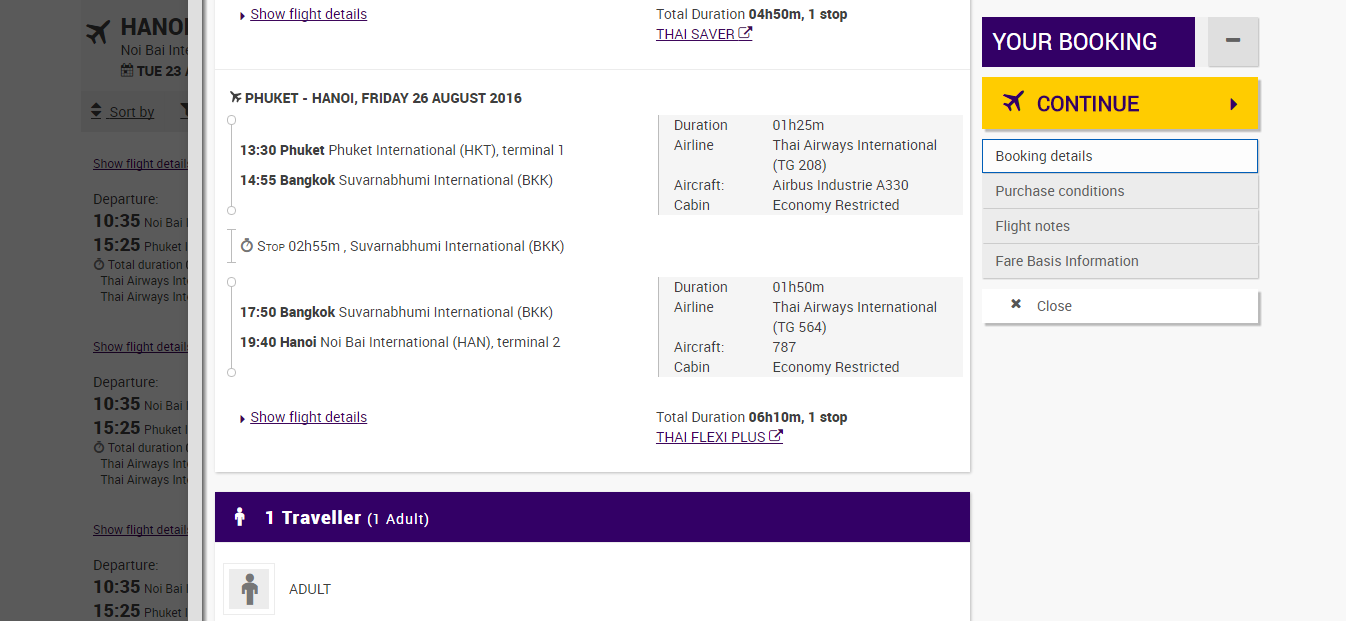 HANOI
Noi Bai Inte
TUE 23 A
Sort by
Show flight details
Departure:
10:35 Noi Bai
15:25 Phuket I
Total duration
Thai Airways Int
Thai Airways Int
Show flight details
Departure:
10:35 Noi Bai
15:25 Phuket I
Total duration
Thai Airways Int
Thai Airways Int
Show flight details
Departure:
10:35 Noi Bai
15:25 Phuket I
Show flight details
Total Duration 04h50m, 1 stop
THAI SAVER
PHUKET - HANOI, FRIDAY 26 AUGUST 2016
13:30 Phuket Phuket International (HKT), terminal 1
14:55 Bangkok Suvarnabhumi International (BKK)
Duration 01h25m
Airline Thai Airways International
(TG 208)
Aircraft: Airbus Industrie A330
Cabin Economy Restricted
Stop 02h55m , Suvarnabhumi International (BKK)
17:50 Bangkok Suvarnabhumi International (BKK)
19:40 Hanoi Noi Bai International (HAN), terminal 2
Duration 01h50m
Airline Thai Airways International
(TG 564)
Aircraft: 787
Cabin Economy Restricted
Show flight details
Total Duration 06h10m, 1 stop
THAI FLEXI PLUS
1 Traveller (1 Adult)
ADULT
YOUR BOOKING
CONTINUE
Booking details
Purchase conditions
Flight notes
Fare Basis Information
Close